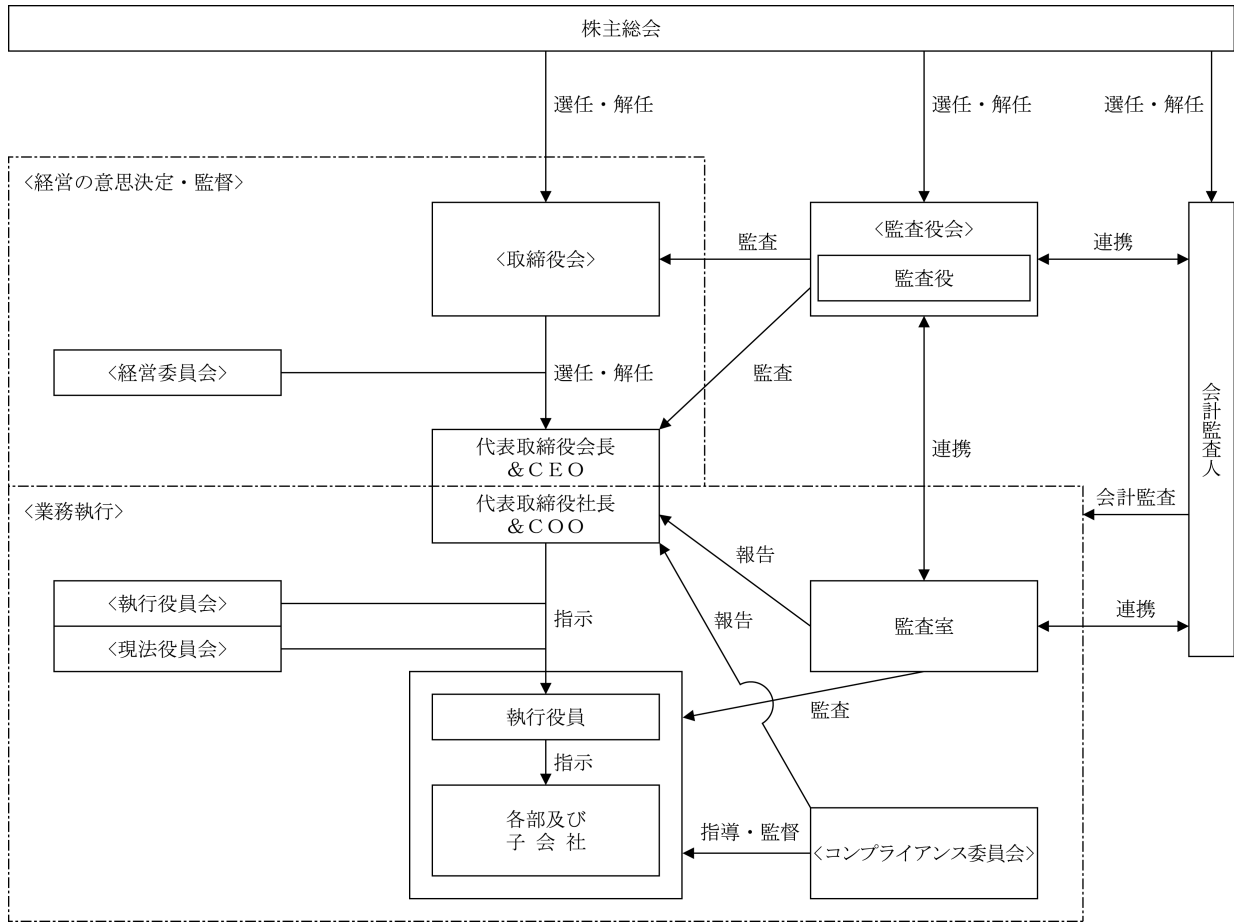 株主総会
選任・解任
選任・解任
選任・解任
〈経営の意思決定・監督〉
〈取締役会〉
監査
〈監査役会〉
監査役
連携
〈経営委員会〉
選任・解任
監査
会計監査人
代表取締役会長
＆ＣＥＯ
連携
〈業務執行〉
代表取締役社長
＆ＣＯＯ
会計監査
報告
〈執行役員会〉
指示
報告
監査室
連携
〈現法役員会〉
執行役員
監査
指示
各部及び
子会社
指導・監督
〈コンプライアンス委員会〉